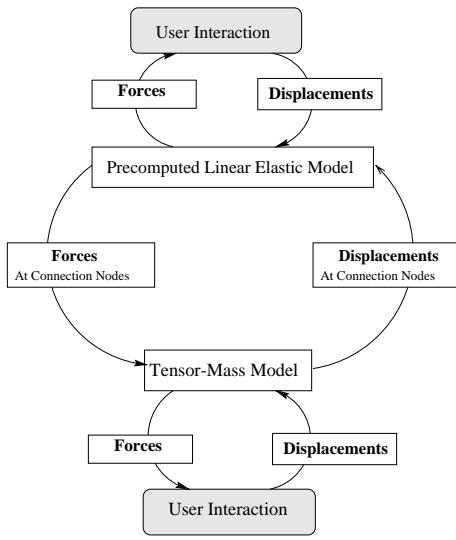 User Interaction
Forces
Displacements
Precomputed Linear Elastic Model
Forces
At Connection Nodes
Displacements
At Connection Nodes
Tensor-Mass Model
Forces
Displacements
User Interaction